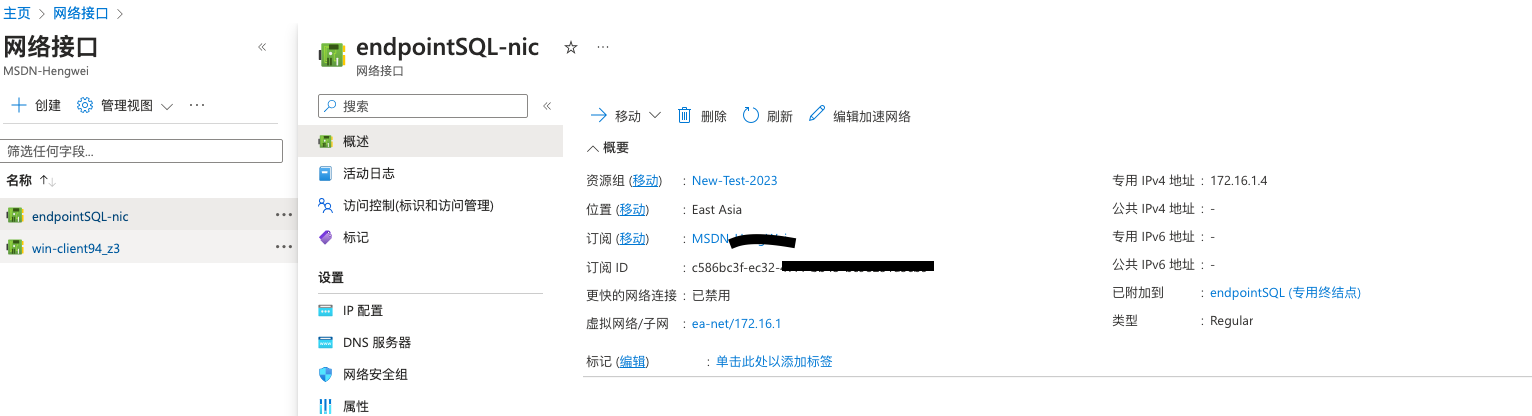 主页 > 网络接口 >
网络接口
MSDN-Hengwei
创建
管理视图
筛选任何字段...
名称
endpointSQL-nic
win-client94_z3
endpointSQL-nic
网络接口
搜索
概述
活动日志
访问控制(标识和访问管理)
标记
设置
IP 配置
DNS 服务器
网络安全组
属性
移动
删除
刷新
编辑加速网络
概要
资源组 (移动) : New-Test-2023
位置 (移动) : East Asia
订阅 (移动) : MSDN
订阅 ID : c586bc3f-ec32-
更快的网络连接 : 已禁用
虚拟网络/子网 : ea-net/172.16.1
专用 IPv4 地址 : 172.16.1.4
公共 IPv4 地址 : -
专用 IPv6 地址 : -
公共 IPv6 地址 : -
已附加到 : endpointSQL (专用终结点)
类型 : Regular
标记 (编辑) : 单击此处以添加标签